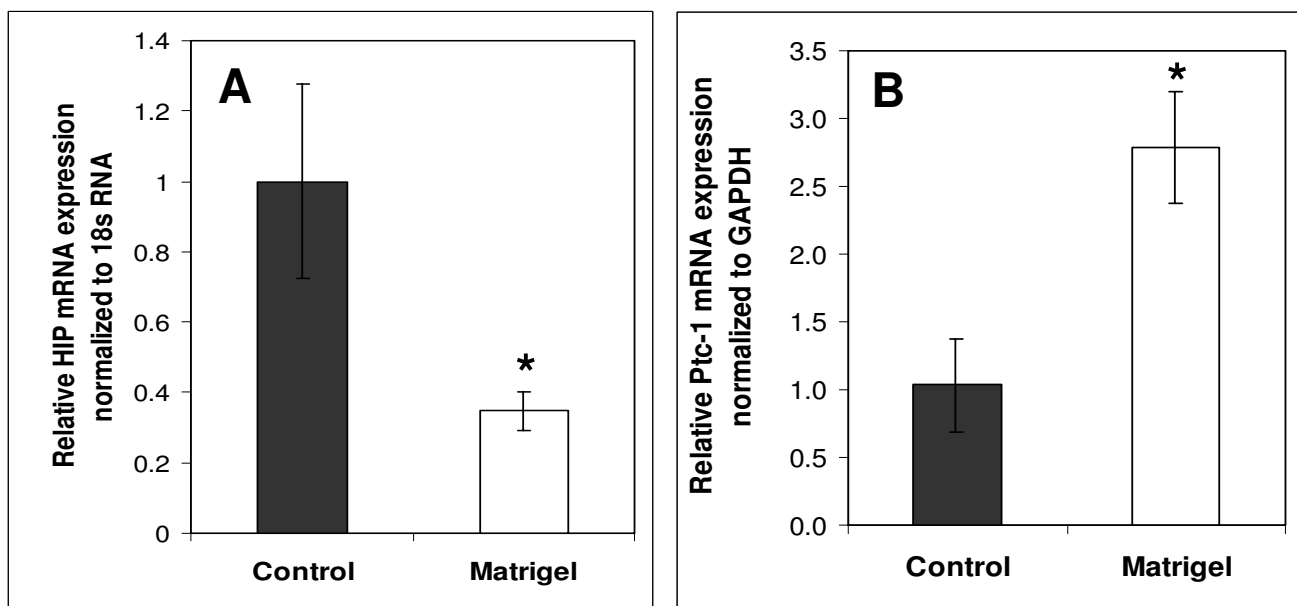 Relative HIP mRNA expression
normalized to 18s RNA
1.4
1.2
1
0.8
0.6
0.4
0.2
0
A
*
Control
Matrigel
Relative Ptc-1 mRNA expression
normalized to GAPDH
3.5
3.0
2.5
2.0
1.5
1.0
0.5
0.0
B
*
Control
Matrigel